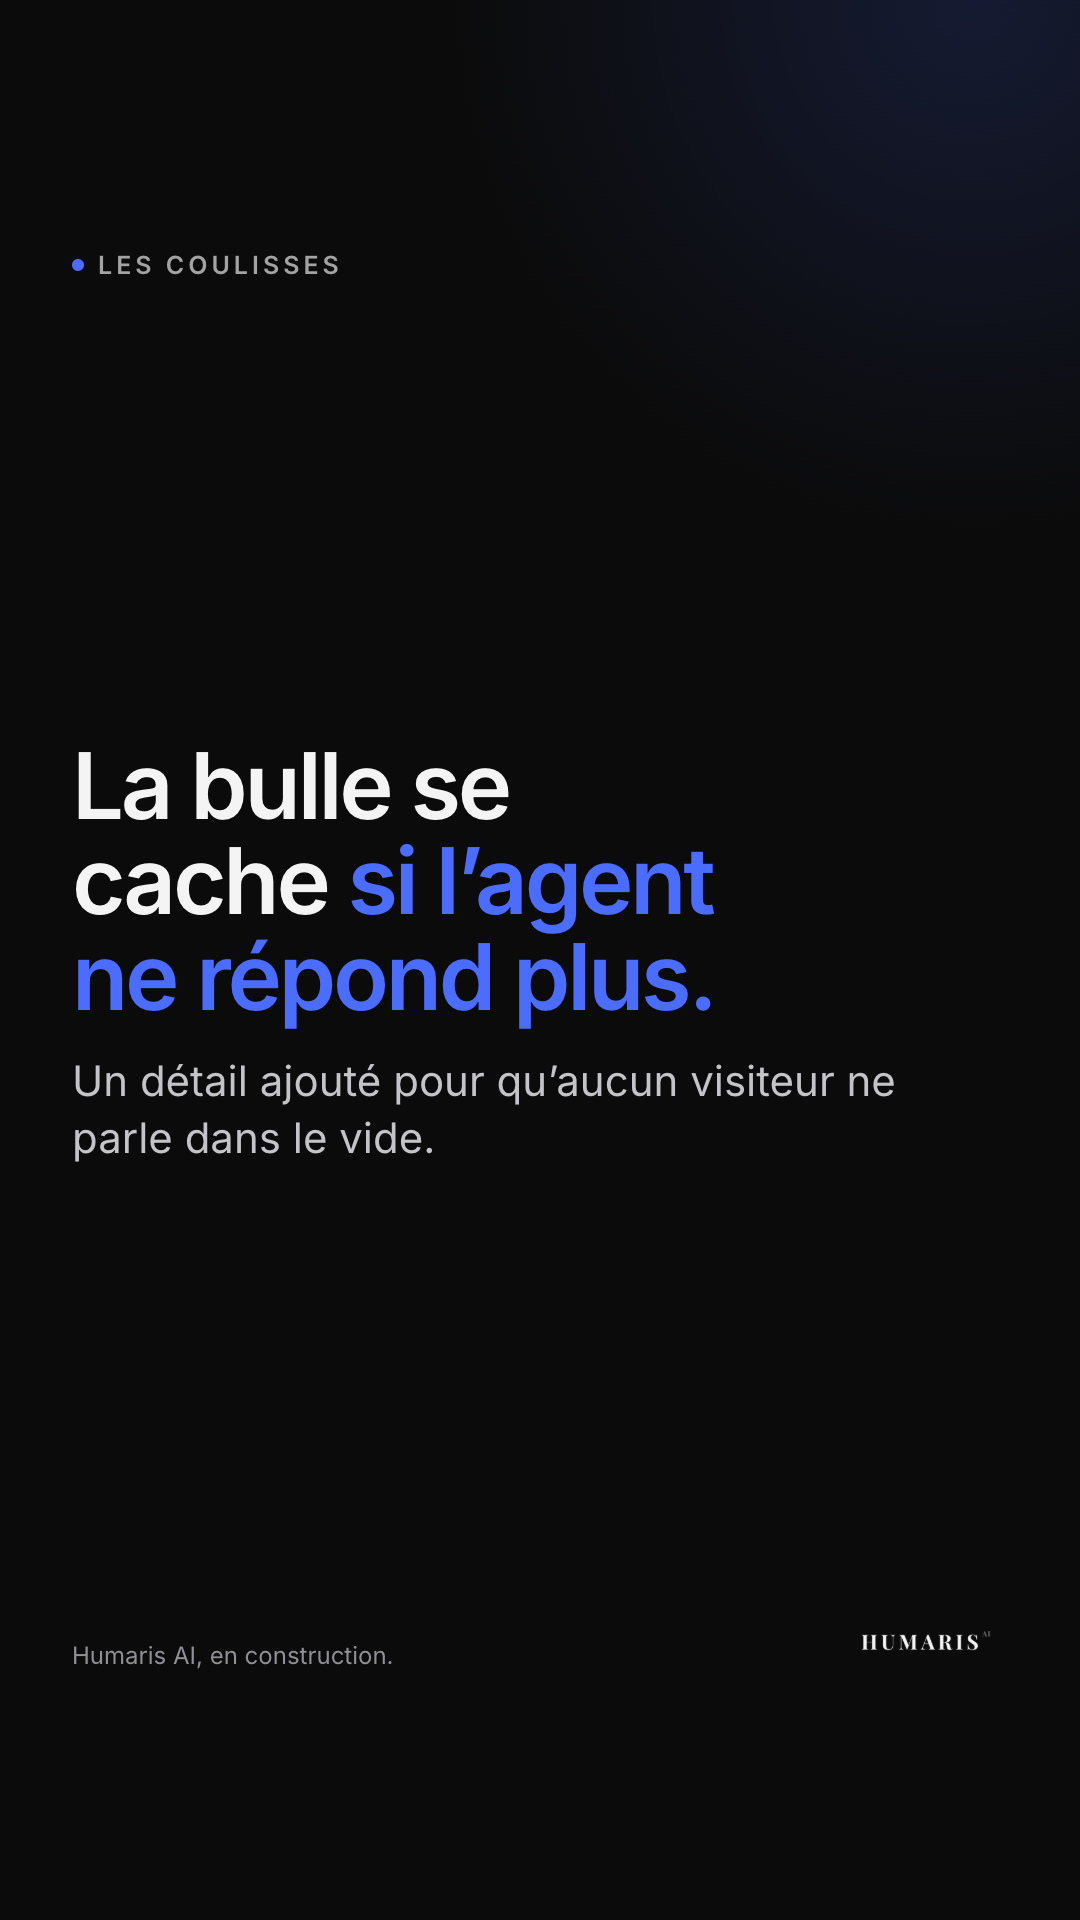 LES COULISSES
La bulle se
cache si l’agent
ne répond plus.
Un détail ajouté pour qu’aucun visiteur ne
parle dans le vide.
Humaris AI, en construction.
HUMARIS AI